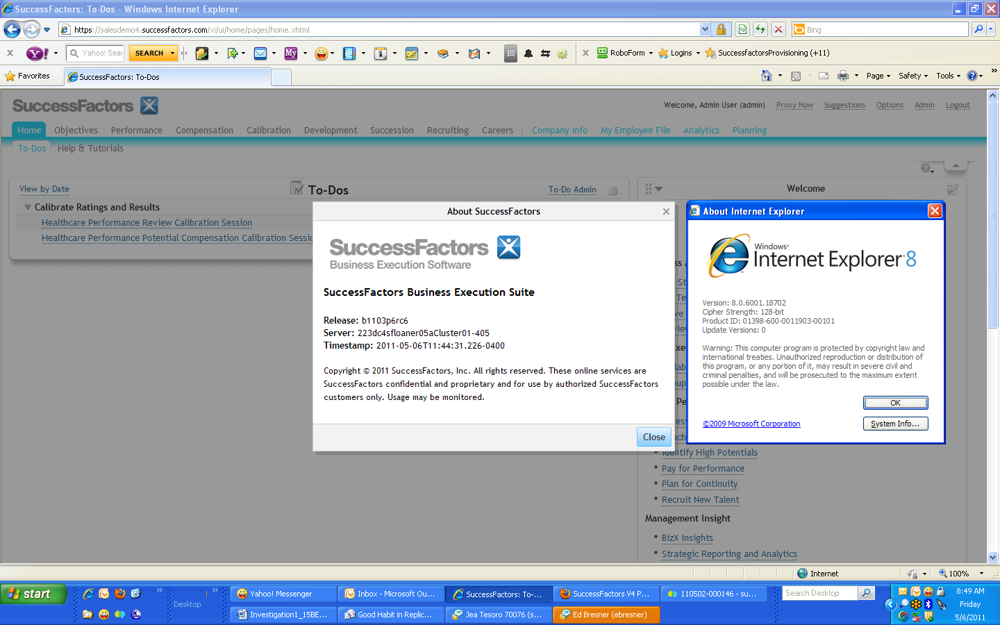 SuccessFactors: To-Dos - Windows Internet Explorer
https://salesdemo4.successfactors.com/xi/ui/home/pages/home.xhtml
Bing
Yahoo! Sear
SEARCH
My
RoboForm
Logins
SuccessfactorsProvisioning (+11)
Favorites
SuccessFactors: To-Dos
Page
Safety
Tools
SuccessFactors
Welcome, Admin User (admin)
Proxy Now
Suggestions
Options
Admin
Logout
Home
Objectives
Performance
Compensation
Calibration
Development
Succession
Recruiting
Careers
Company Info
My Employee File
Analytics
Planning
To-Dos
Help & Tutorials
View by Date
To-Dos
To-Do Admin
Welcome
Calibrate Ratings and Results
Healthcare Performance Review Calibration Session
Healthcare Performance Potential Compensation Calibration Sessio
About SuccessFactors
SuccessFactors
Business Execution Software
SuccessFactors Business Execution Suite
Release: b1103p6rc6
Server: 223dc4sfloaner05aCluster01-405
Timestamp: 2011-05-06T11:44:31.226-0400
Copyright © 2011 SuccessFactors, Inc. All rights reserved. These online services are
SuccessFactors confidential and proprietary and for use by authorized SuccessFactors
customers only. Usage may be monitored.
Close
About Internet Explorer
Windows®
Internet Explorer 8
Version: 8.0.6001.18702
Cipher Strength: 128-bit
Product ID: 01398-600-0011903-00101
Update Versions: 0
Warning: This computer program is protected by copyright law and
international treaties. Unauthorized reproduction or distribution of
this program, or any portion of it, may result in severe civil and
criminal penalties, and will be prosecuted to the maximum extent
possible under the law.
OK
©2009 Microsoft Corporation
System Info...
Identify High Potentials
Pay for Performance
Plan for Continuity
Recruit New Talent
Management Insight
BizX Insights
Strategic Reporting and Analytics
Internet
100%
start
Desktop
Yahoo! Messenger
Inbox - Microsoft Ou...
SuccessFactors: To-...
SuccessFactors V4 P...
110502-000146 - su...
Search Desktop
8:49 AM
Investigation1_15BE...
Good Habit in Replic...
Jea Tesoro 70076 (s...
Ed Bresner (ebresner)
Friday
5/6/2011